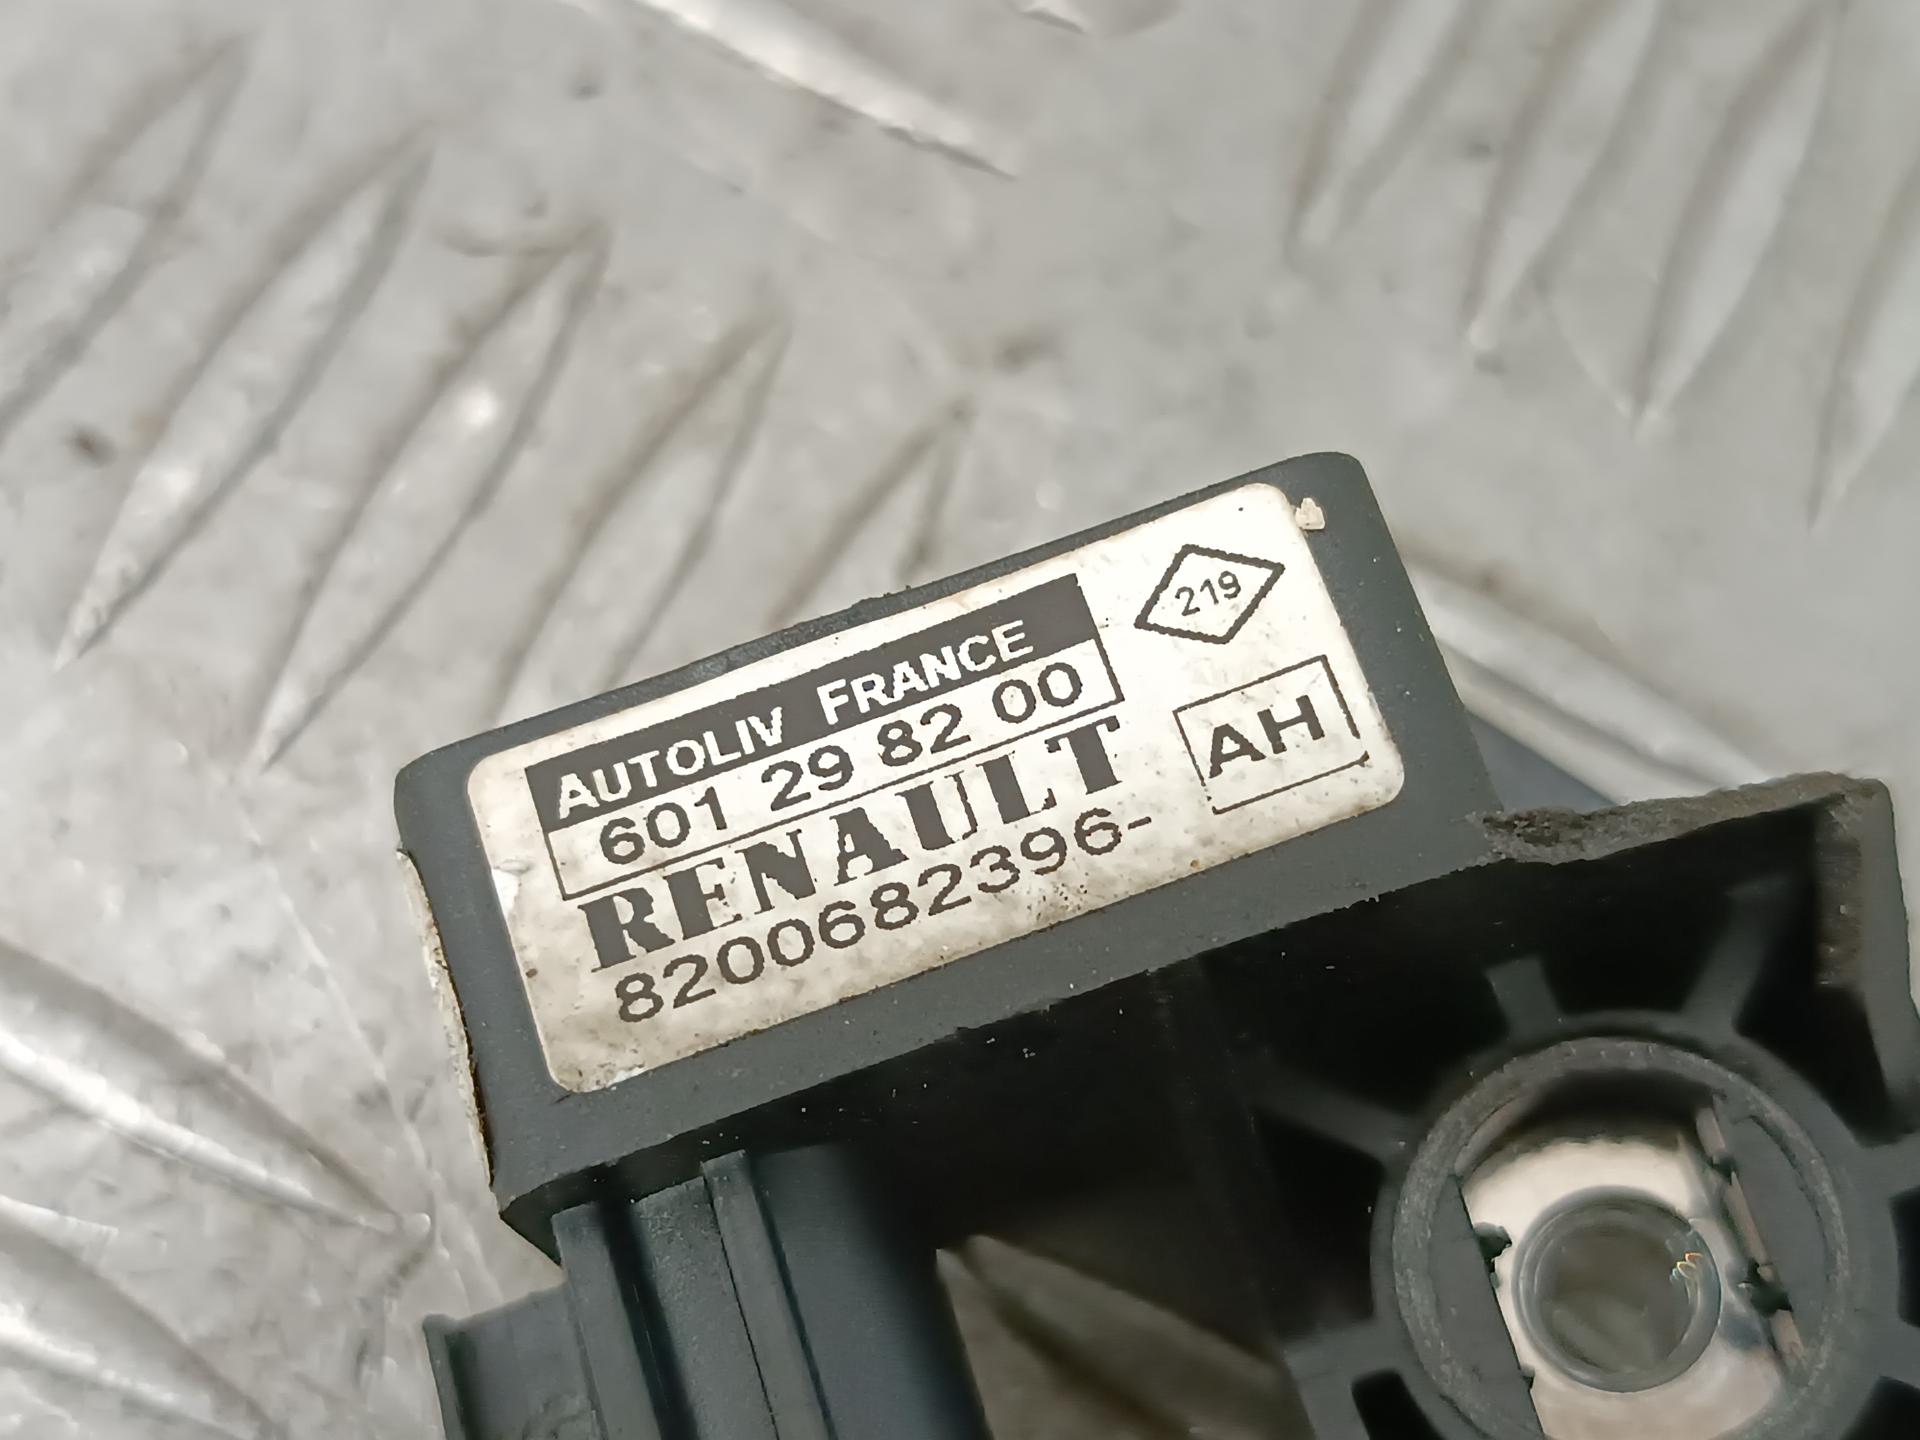 AUTOLIV FRANCE
601 29 82 00
RENAULT
8200682396-
219
AH